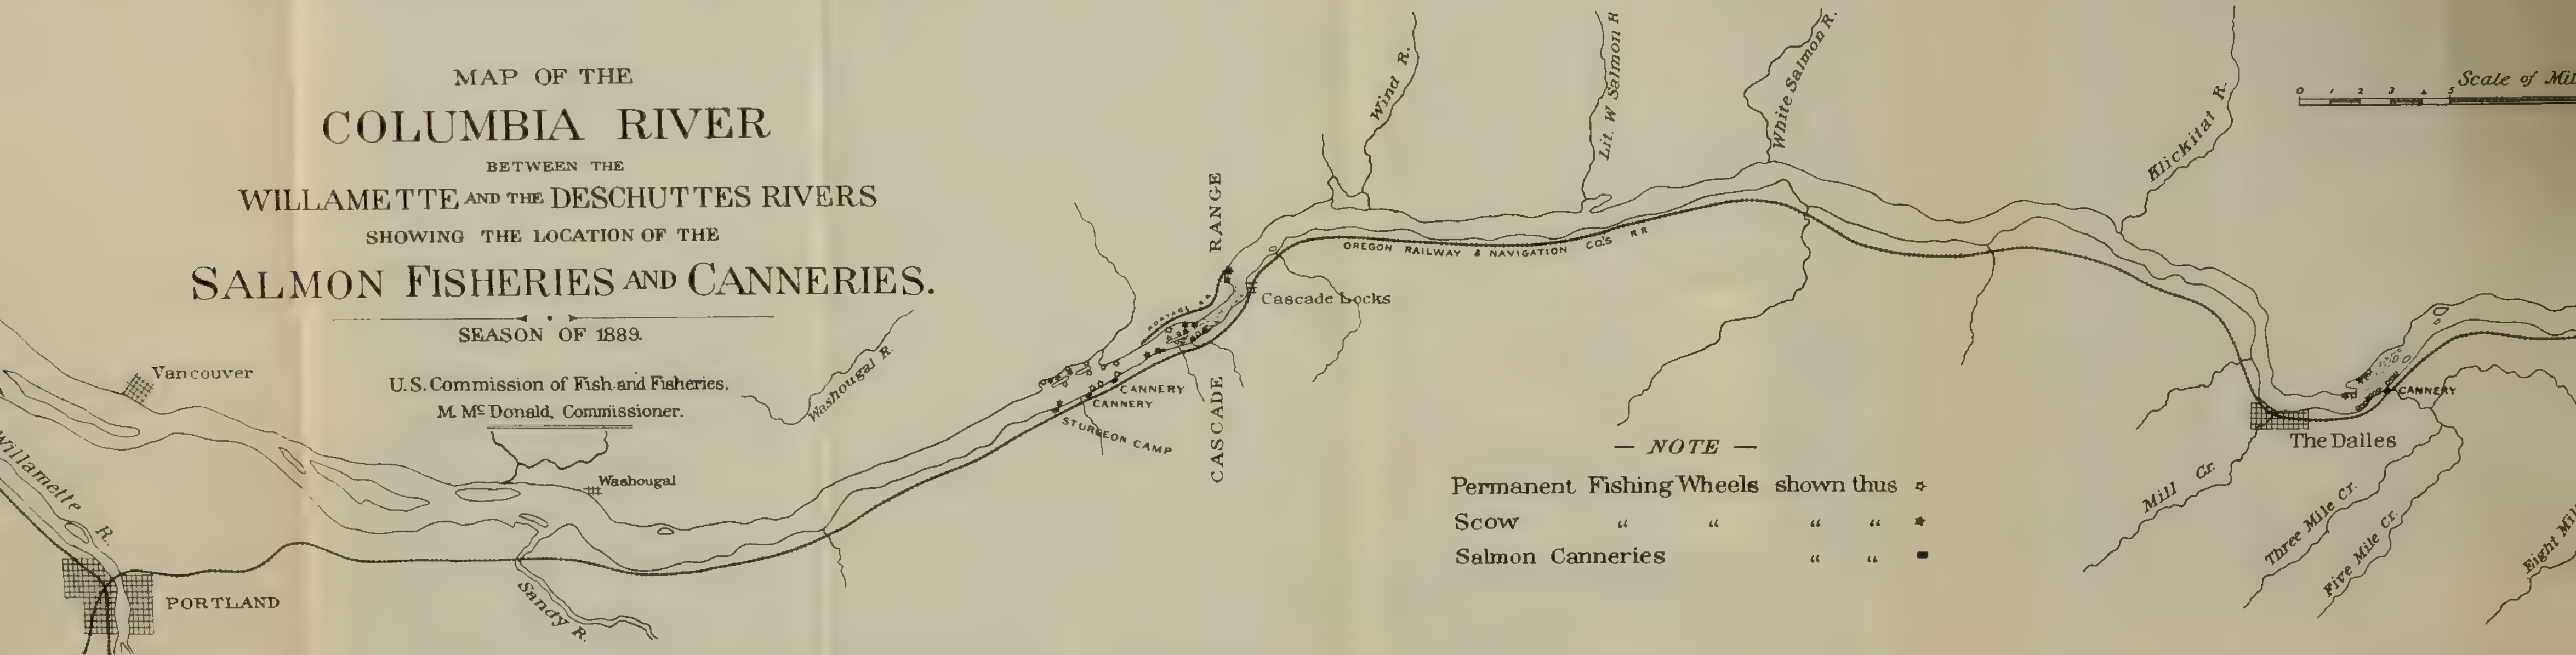 MAP OF THE
COLUMBIA RIVER
BETWEEN THE
WILLAMETTE AND THE DESCHUTTES RIVERS
SHOWING THE LOCATION OF THE
SALMON FISHERIES AND CANNERIES.
SEASON OF 1889.
U.S. Commission of Fish and Fisheries.
M. McDonald, Commissioner.
Vancouver
Willamette R.
PORTLAND
Washougal
Sandy R.
Washougal R.
STURGEON CAMP
CANNERY
CANNERY
PORTAGE R R
CASCADE RANGE
Cascade Locks
Wind R.
OREGON RAILWAY & NAVIGATION CO'S RR
Lit. W Salmon R
White Salmon R.
Klickitat R.
Scale of
0 1 2 3 4 5
CANNERY
The Dalles
Mill Cr.
Three Mile Cr.
Five Mile Cr.
Eight
— NOTE —
Permanent Fishing Wheels shown thus
Scow " " " "
Salmon Canneries " "